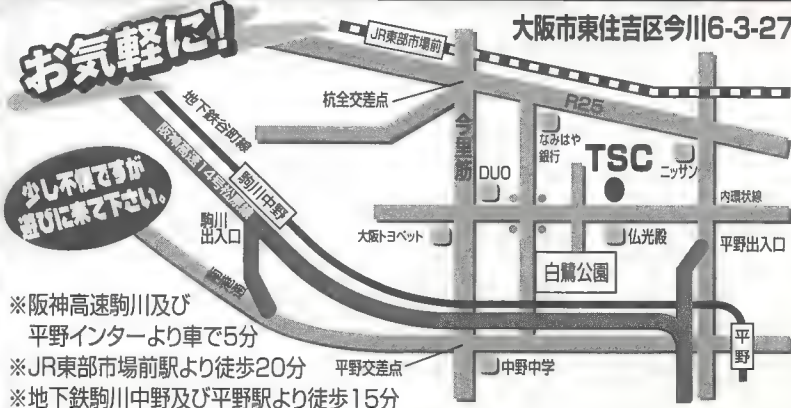 お気軽に!
大阪市東住吉区今川6-3-27
JR東部市場前
杭全交差点
R25
地下鉄谷町線
今里筋
なみはや
銀行
TSC
ニッサン
阪神高速14号松原線
駒川中野
DUO
少し不便ですが
遊びに来て下さい。
内環状線
駒川
出入口
大阪トヨペット
仏光殿
平野出入口
白鷺公園
※阪神高速駒川及び
平野インターより車で5分
平野
※JR東部市場前駅より徒歩20分
平野交差点
中野中学
※地下鉄駒川中野及び平野駅より徒歩15分